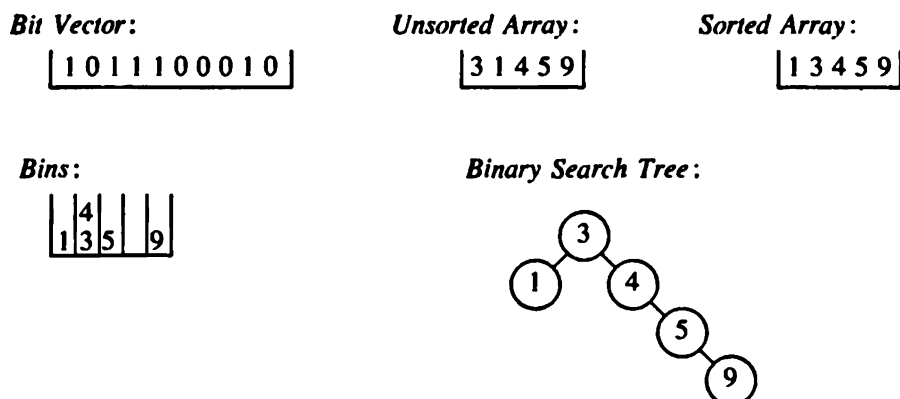 Bit Vector:
1 0 1 1 1 0 0 0 1 0
Unsorted Array:
3 1 4 5 9
Sorted Array:
1 3 4 5 9
Bins:
4
1 3 5 9
Binary Search Tree:
3
1 4
5
9